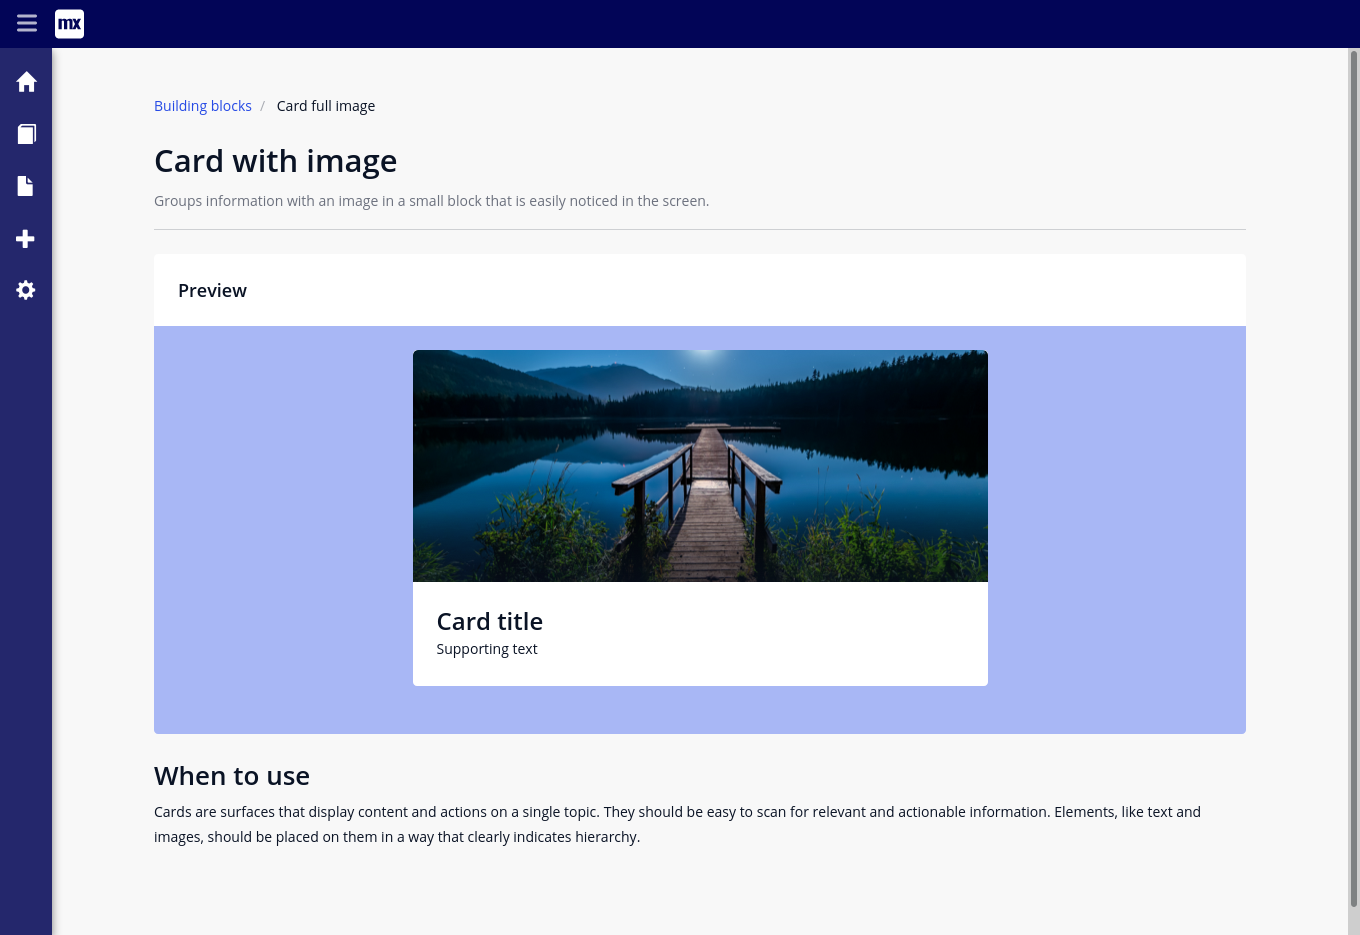 mx
Building blocks / Card full image
Card with image
Groups information with an image in a small block that is easily noticed in the screen.
Preview
Card title
Supporting text
When to use
Cards are surfaces that display content and actions on a single topic. They should be easy to scan for relevant and actionable information. Elements, like text and
images, should be placed on them in a way that clearly indicates hierarchy.